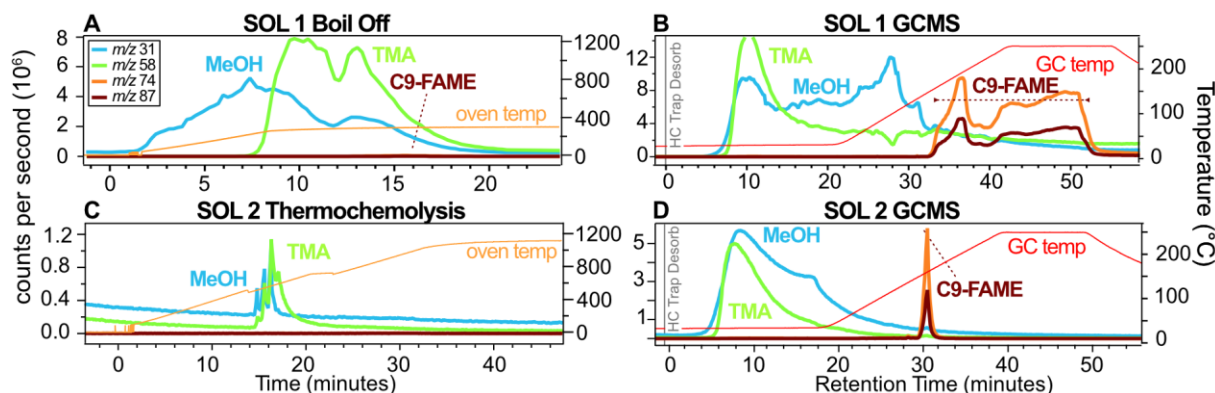 A SOL 1 Boil Off
8
6
4
2
0
m/z 31
m/z 58
m/z 74
m/z 87
MeOH
TMA
C9-FAME
oven temp
1200
800
400
0
0 5 10 15 20
B SOL 1 GCMS
12
8
4
0
HC Trap Desorb
TMA
MeOH
GC temp
C9-FAME
200
150
100
50
0
0 10 20 30 40 50
C SOL 2 Thermochemolysis
1.2
0.8
0.4
0.0
MeOH
TMA
oven temp
1200
800
400
0
0 10 20 30 40
Time (minutes)
D SOL 2 GCMS
5
3
1
HC Trap Desorb
MeOH
TMA
GC temp
C9-FAME
200
100
0
0 10 20 30 40 50
Retention Time (minutes)
counts per second (10⁶)
Temperature (°C)